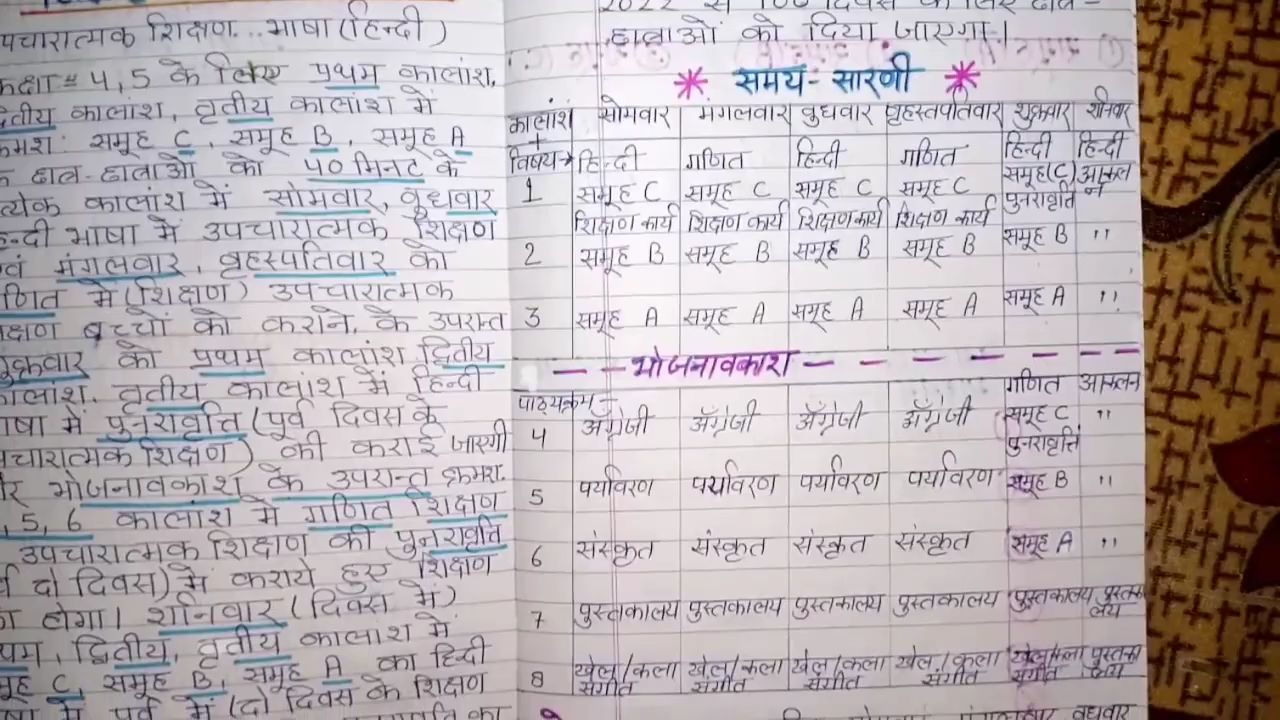 पचारात्मक शिक्षण.. भाषा (हिन्दी)
कक्षा = 4, 5 के लिए प्रथम कालांश,
द्वितीय कालांश, तृतीय कालांश में
क्रमश: समूह C, समूह B, समूह A
के छात्र-छात्राओं को 40 मिनट के
प्रत्येक कालांश में सोमवार, वुधवार
हिन्दी भाषा में उपचारात्मक शिक्षण
एवं मंगलवार, वृहस्पतिवार को
गणित में (शिक्षण) उपचारात्मक
शिक्षण बच्चों को कराने. के उपरान्त
शुक्रवार को प्रथम कालांश, द्वितीय
कालांश, तृतीय कालांश में हिन्दी
भाषा में पुनरावृत्ति (पूर्व दिवस के
उपचारात्मक शिक्षण) की कराई जाएगी
और भोजनावकाश के उपरान्त क्रमश.
4, 5, 6 कालांश में गणित शिक्षण
उपचारात्मक शिक्षण की पुनरावृत्ति
दो दिवस) में कराये हुए शिक्षण
का होगा। शनिवार (दिवस में)
प्रथम, द्वितीय, तृतीय कालांश में
समूह C, समूह B, समूह A का हिन्दी
भाषा में पूर्व में (दो दिवस के शिक्षण
2022 से 100 दिवस के लिए छात्र-
छात्राओं को दिया जाएगा।
समय-सारणी
कालांश सोमवार मंगलवार वुधवार वृहस्तपतिवार शुक्रवार शनिवार
+
विषय→ हिन्दी गणित हिन्दी गणित हिन्दी हिन्दी
1 समूह C समूह C समूह C समूह C समूह(C) आकलन
शिक्षण कार्य शिक्षण कार्य शिक्षण कार्य शिक्षण कार्य पुनरावृति
2 समूह B समूह B समूह B समूह B समूह B "
3 समूह A समूह A समूह A समूह A समूह A "
— — भोजनावकाश — — — — — —
पाठ्यक्रम - गणित आकलन
4 अँग्रेजी अँग्रेजी अँग्रेजी अँग्रेजी समूह C "
पुनरावृत्ति
5 पर्यावरण पर्यावरण पर्यावरण पर्यावरण समूह B "
6 संस्कृत संस्कृत संस्कृत संस्कृत समूह A "
7 पुस्तकालय पुस्तकालय पुस्तकालय पुस्तकालय पुस्तकालय पुस्तकालय
8 खेल/कला खेल/कला खेल/कला खेल/कला खेल/कला पुस्तकालय
संगीत संगीत संगीत संगीत संगीत